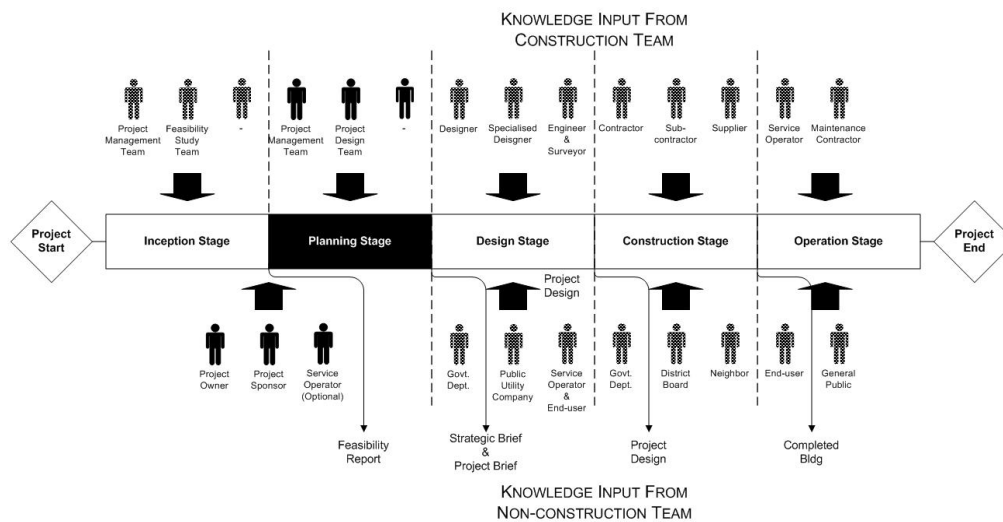 KNOWLEDGE INPUT FROM
CONSTRUCTION TEAM
Project
Management
Team
Feasibility
Study
Team
-
Project
Management
Team
Project
Design
Team
-
Designer
Specialised
Deisgner
Engineer
&
Surveyor
Contractor
Sub-
contractor
Supplier
Service
Operator
Maintenance
Contractor
Project
Start
Inception Stage
Planning Stage
Design Stage
Construction Stage
Operation Stage
Project
End
Project
Design
Project
Owner
Project
Sponsor
Service
Operator
(Optional)
Govt.
Dept.
Public
Utility
Company
Service
Operator
&
End-user
Govt.
Dept.
District
Board
Neighbor
End-user
General
Public
Feasibility
Report
Strategic Brief
&
Project Brief
Project
Design
Completed
Bldg
KNOWLEDGE INPUT FROM
NON-CONSTRUCTION TEAM